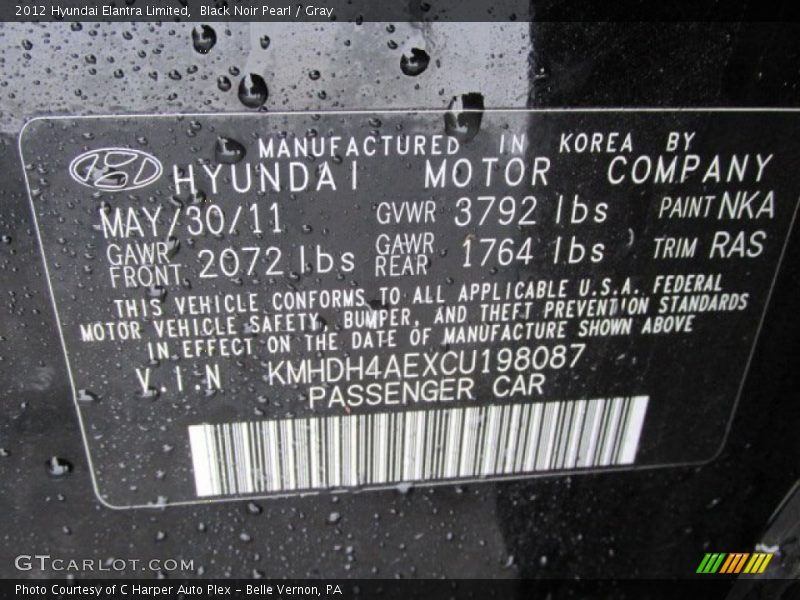 2012 Hyundai Elantra Limited, Black Noir Pearl / Gray
MANUFACTURED IN KOREA BY
HYUNDAI MOTOR COMPANY
MAY/30/11 GVWR 3792 lbs PAINT NKA
GAWR FRONT 2072 lbs GAWR REAR 1764 lbs TRIM RAS
THIS VEHICLE CONFORMS TO ALL APPLICABLE U.S.A. FEDERAL
MOTOR VEHICLE SAFETY, BUMPER, AND THEFT PREVENTION STANDARDS
IN EFFECT ON THE DATE OF MANUFACTURE SHOWN ABOVE
V.I.N KMHDH4AEXCU198087
PASSENGER CAR
GTCARLOT.COM
Photo Courtesy of C Harper Auto Plex - Belle Vernon, PA